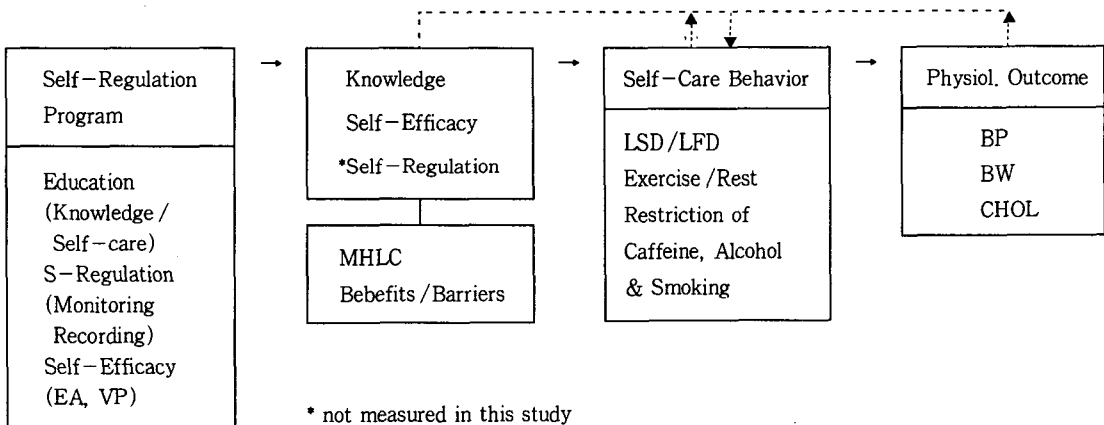 Self-Regulation
Program
Education
(Knowledge /
Self-care)
S-Regulation
(Monitoring
Recording)
Self-Efficacy
(EA, VP)
→
Knowledge
Self-Efficacy
*Self-Regulation
MHLC
Bebefits/Barriers
→
Self-Care Behavior
LSD/LFD
Exercise/Rest
Restriction of
Caffeine, Alcohol
& Smoking
→
Physiol. Outcome
BP
BW
CHOL
* not measured in this study